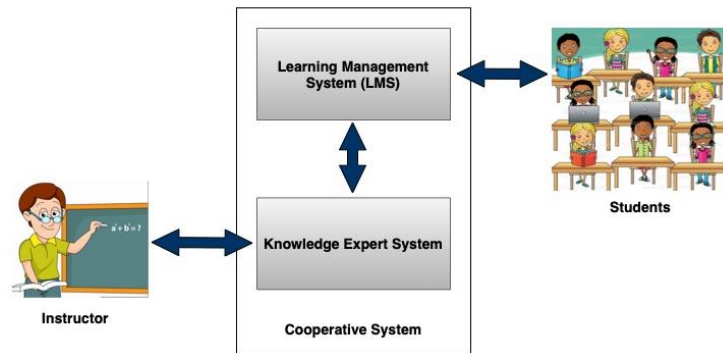 Learning Management
System (LMS)
Students
Knowledge Expert System
Instructor
Cooperative System